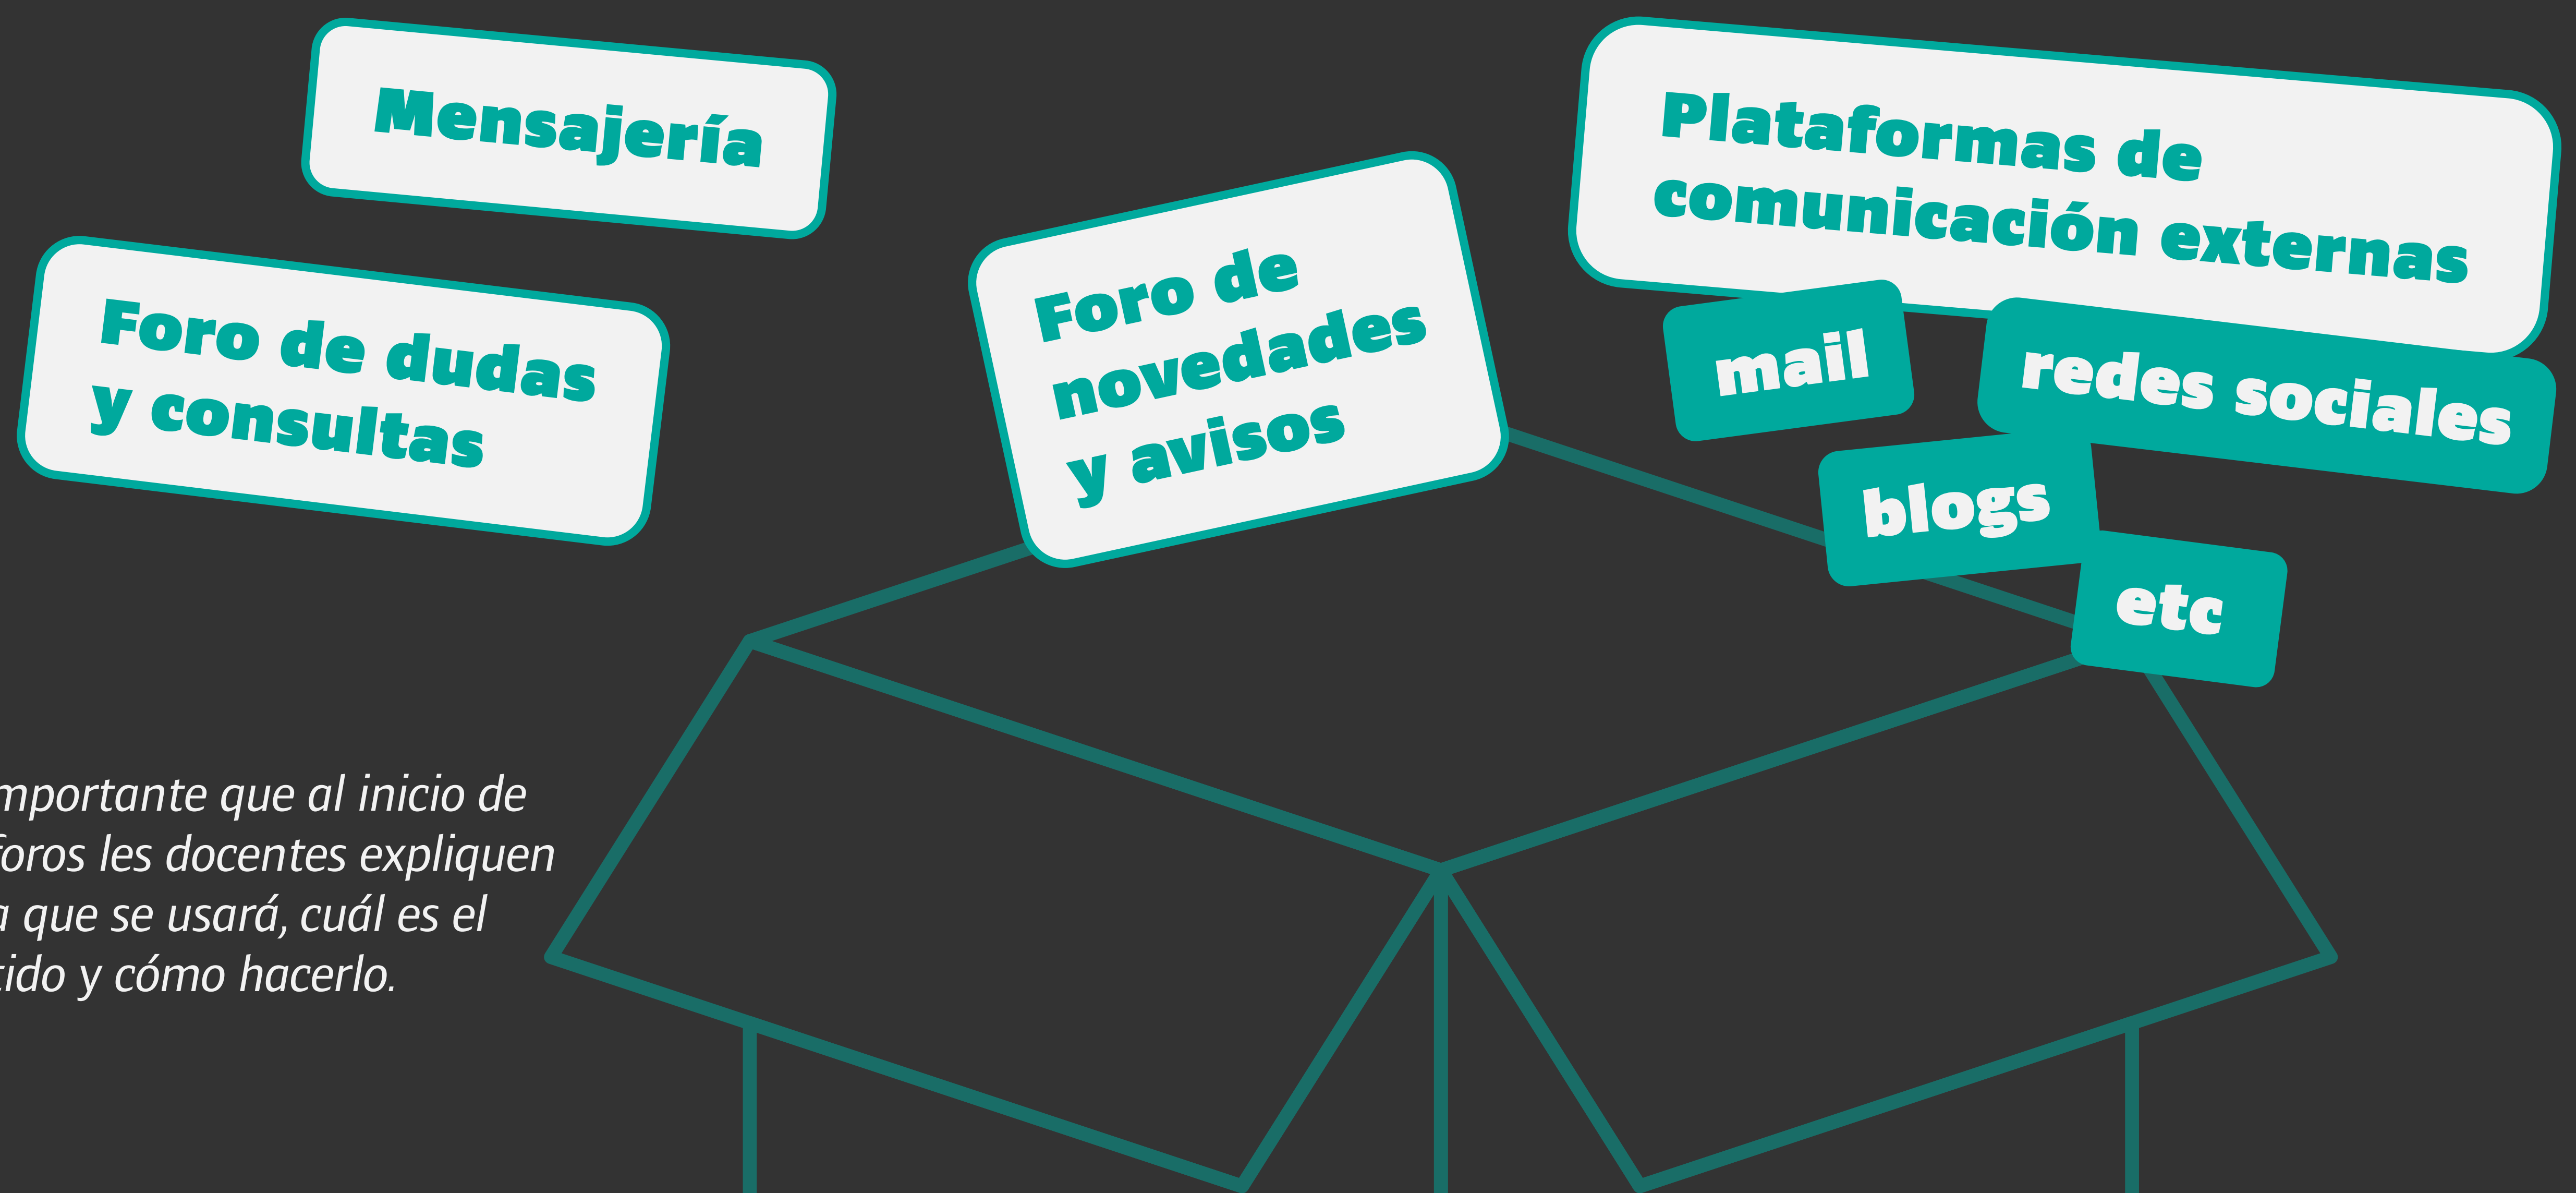 Mensajería
Foro de dudas
y consultas
Foro de
novedades
y avisos
Plataformas de
comunicación externas
mail
redes sociales
blogs
etc
mportante que al inicio de
foros les docentes expliquen
a que se usará, cuál es el
tido y cómo hacerlo.